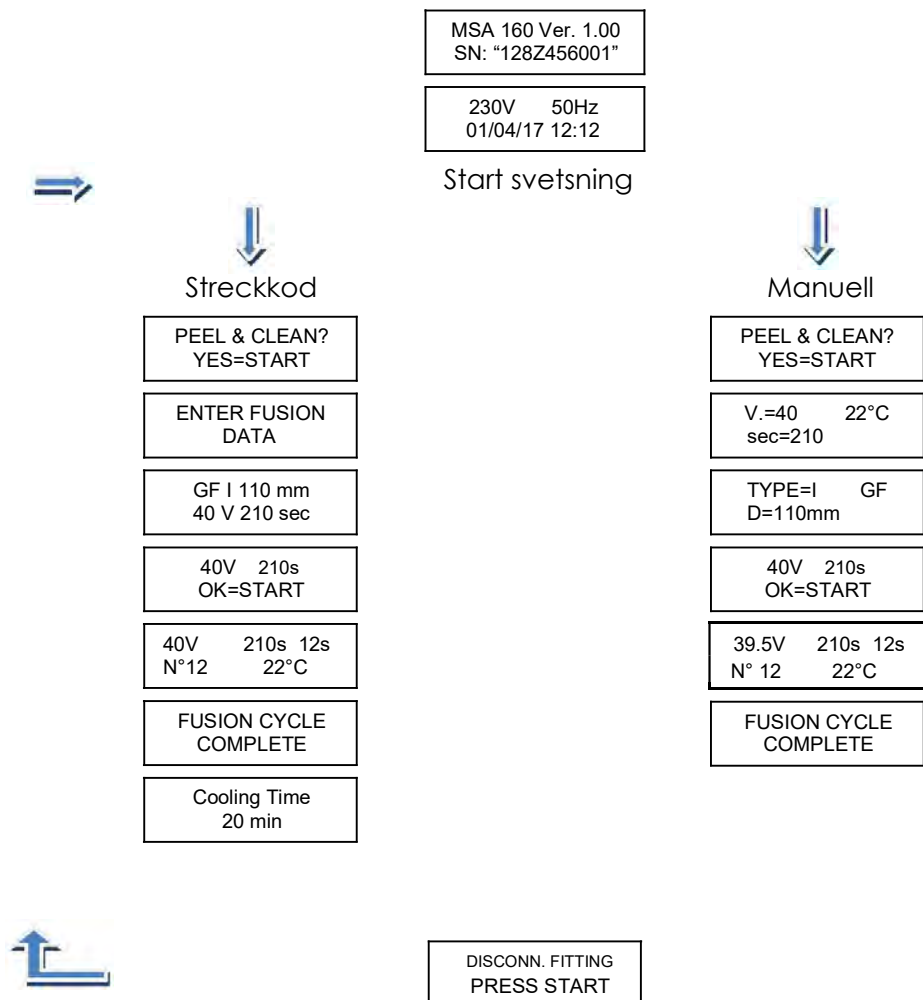 MSA 160 Ver. 1.00
SN: “128Z456001”
230V 50Hz
01/04/17 12:12
Start svetsning
Streckkod
PEEL & CLEAN?
YES=START
ENTER FUSION
DATA
GF I 110 mm
40 V 210 sec
40V 210s
OK=START
40V 210s 12s
N°12 22°C
FUSION CYCLE
COMPLETE
Cooling Time
20 min
Manuell
PEEL & CLEAN?
YES=START
V.=40 22°C
sec=210
TYPE=I GF
D=110mm
40V 210s
OK=START
39.5V 210s 12s
N° 12 22°C
FUSION CYCLE
COMPLETE
DISCONN. FITTING
PRESS START